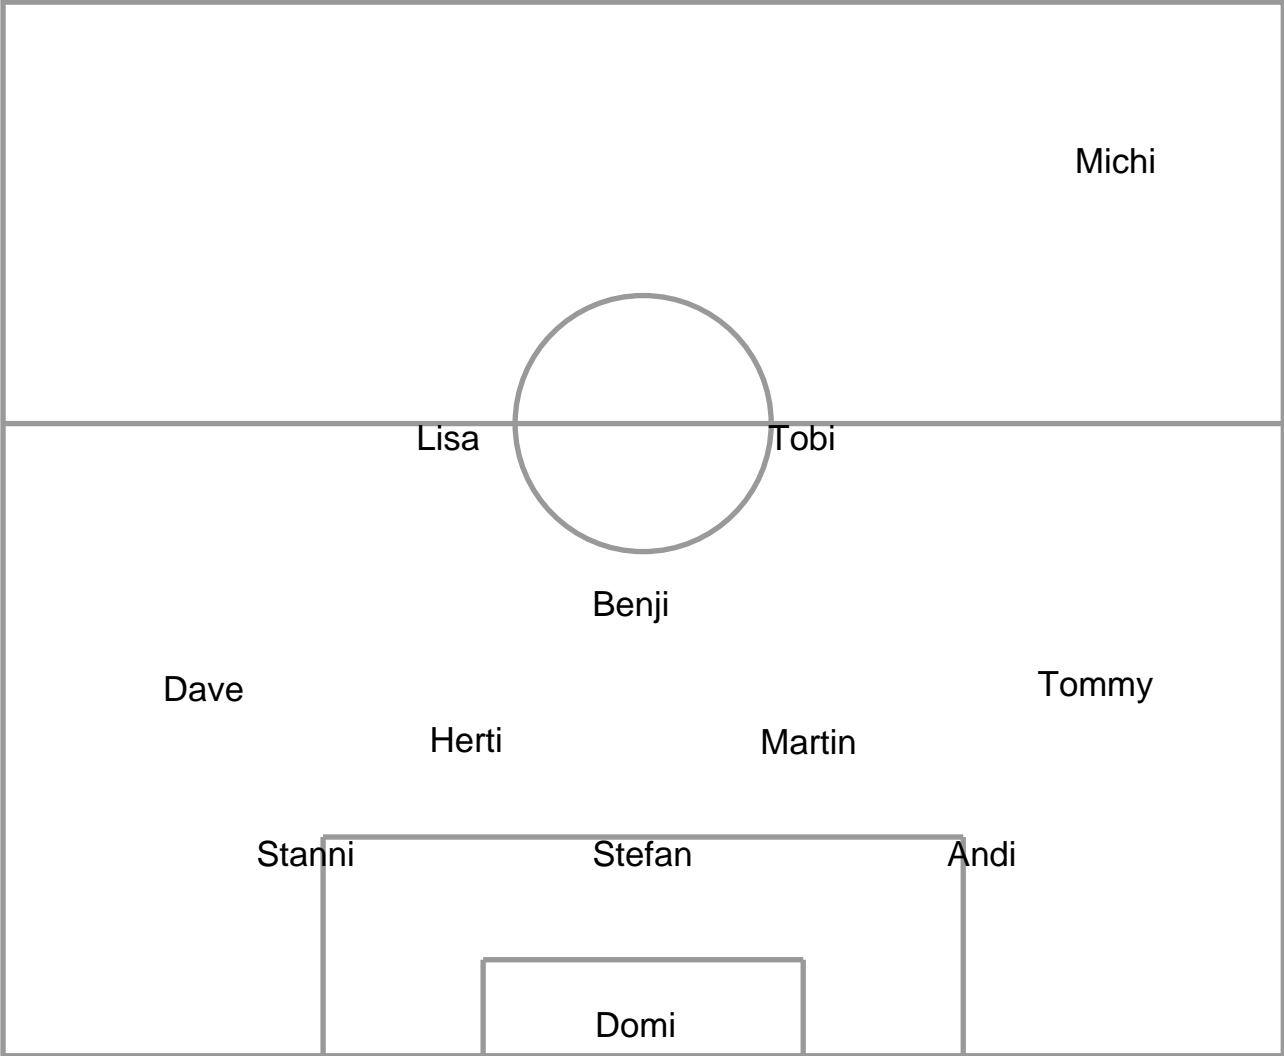 Michi
Lisa Tobi
Benji
Dave Tommy
Herti Martin
Stanni Stefan Andi
Domi